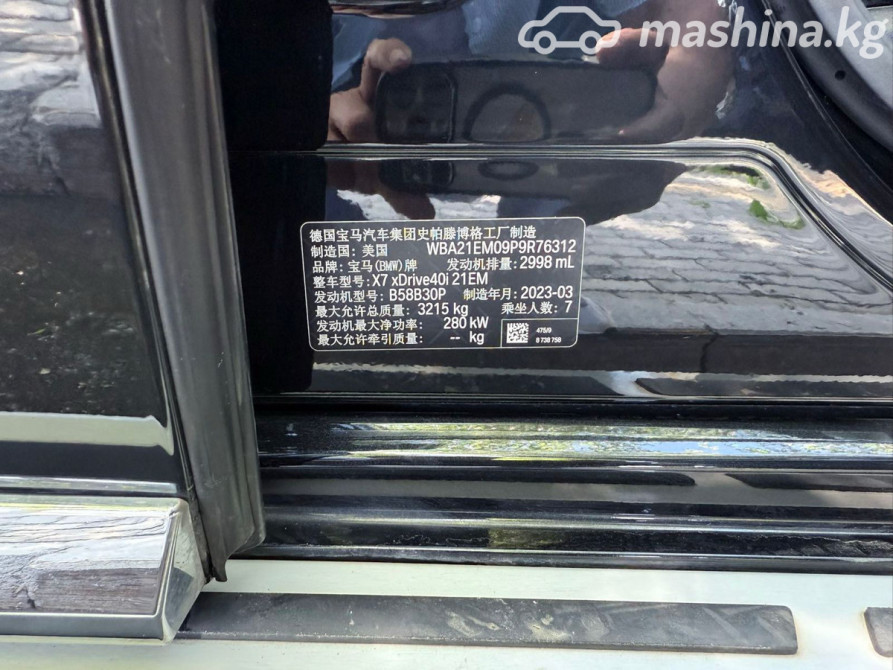 mashina.kg
德国宝马汽车集团史帕滕博格工厂制造
制造国：美国 WBA21EM09P9R76312
品牌：宝马(BMW)牌 发动机排量：2998 mL
整车型号：X7 xDrive40i 21EM
发动机型号：B58B30P 制造年月：2023-03
最大允许总质量：3215 kg 乘坐人数：7
发动机最大净功率： 280 kW
最大允许牵引质量： -- kg
475/9
8 738 750